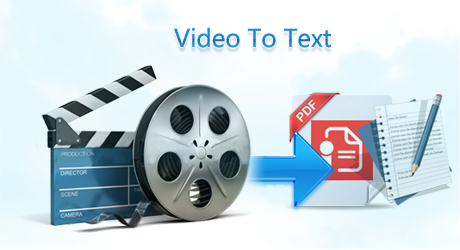 Video To Text
PDF
PRODUCTION
DIRECTOR
SCENE
CAMERA